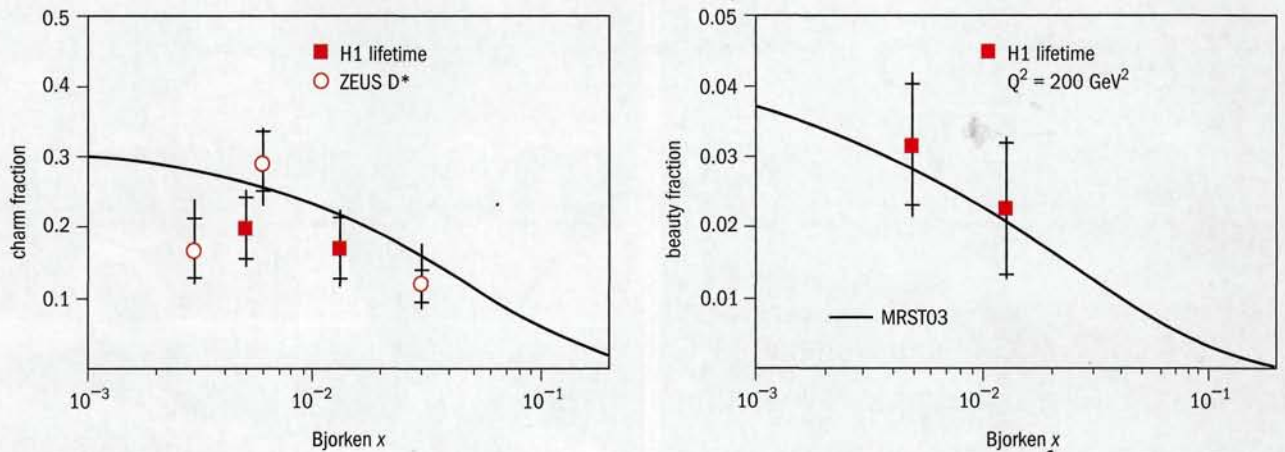 0.5
0.4
0.3
0.2
0.1
charm fraction
H1 lifetime
ZEUS D*
10⁻³
10⁻²
10⁻¹
Bjorken x
0.05
0.04
0.03
0.02
0.01
beauty fraction
H1 lifetime
Q² = 200 GeV²
MRST03
10⁻³
10⁻²
10⁻¹
Bjorken x